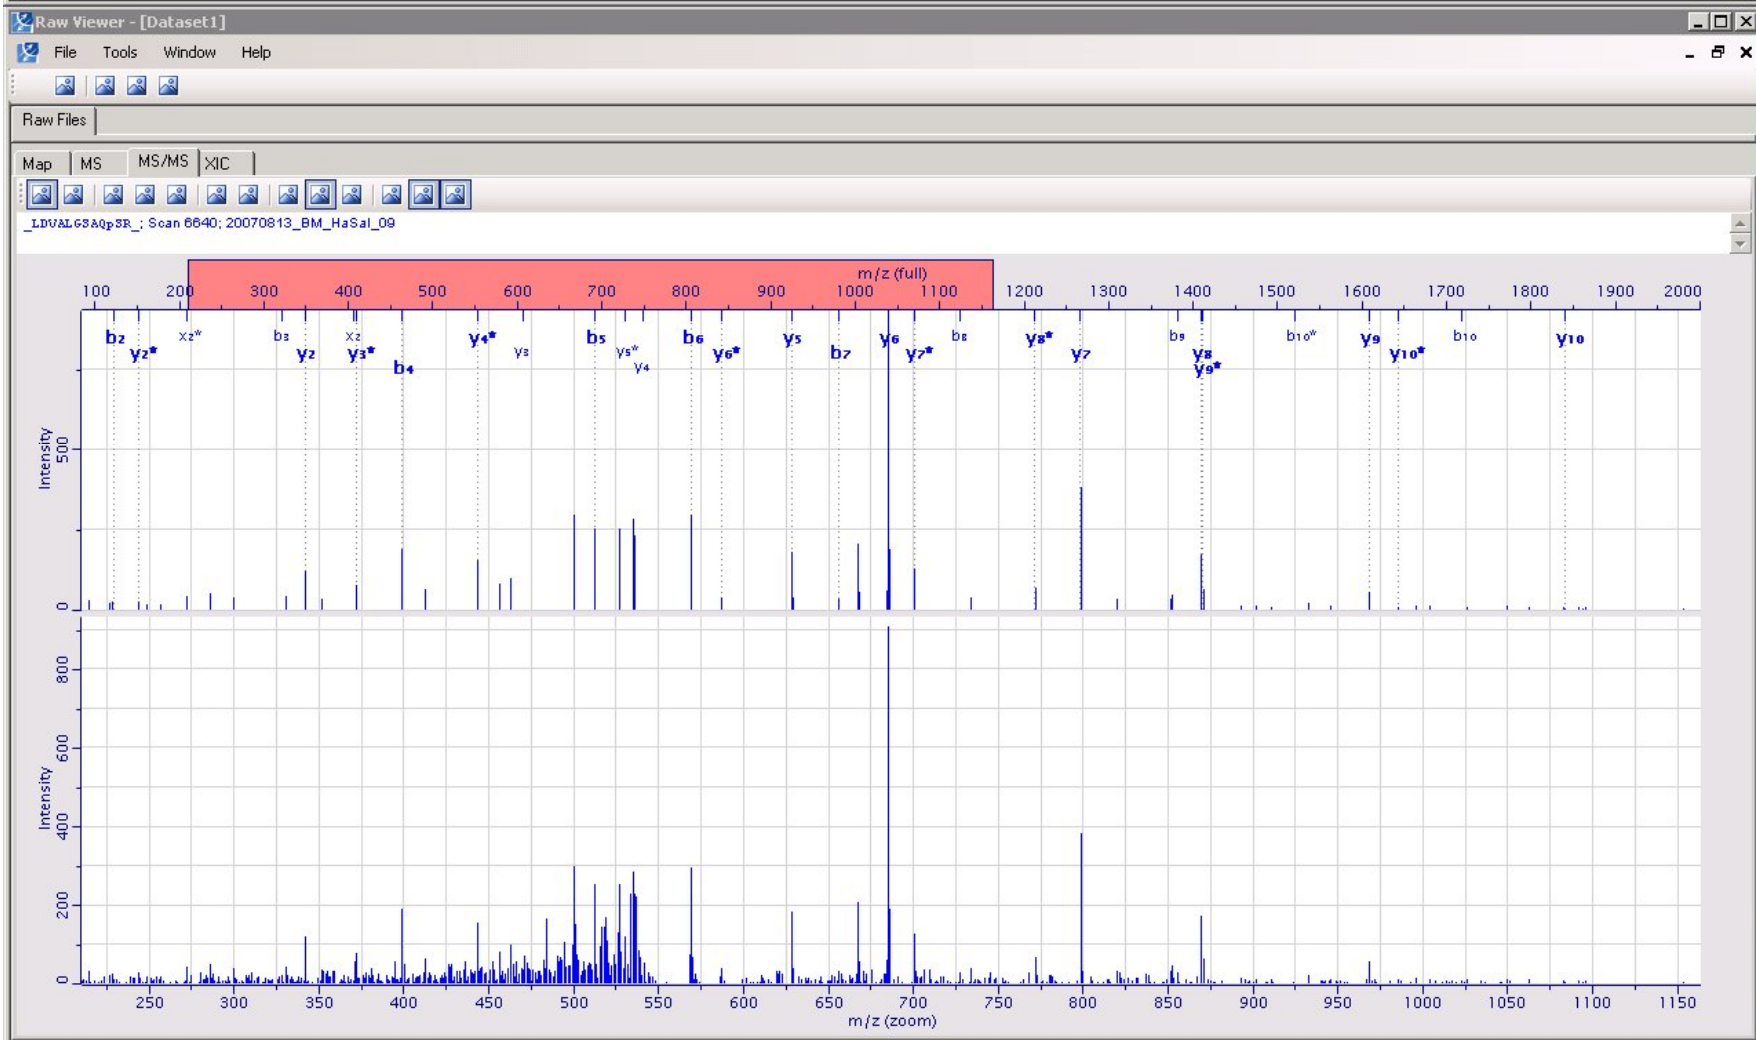 Raw Viewer - [Dataset1]
File Tools Window Help
Raw Files
Map MS MS/MS XIC
_LDVALGSAQpSR_; Scan 6640; 20070813_BM_HaSal_09
m/z (full)
100 200 300 400 500 600 700 800 900 1000 1100 1200 1300 1400 1500 1600 1700 1800 1900 2000
b2 x2* b3 x2 y4* b5 b6 y5 y6 b8 y8* b9 b10* y9 b10 y10
y2* y2 y3* y3 y5* y6* b7 y7* y7 y8 y10*
b4 y4 y9*
Intensity
500
0
Intensity
800
600
400
200
0
250 300 350 400 450 500 550 600 650 700 750 800 850 900 950 1000 1050 1100 1150
m/z (zoom)